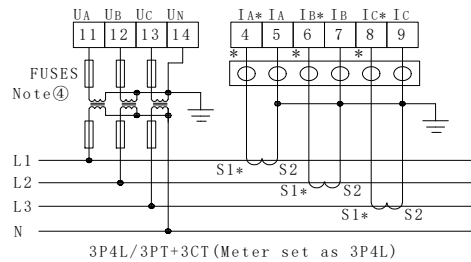 UA UB UC UN IA* IA IB* IB IC* IC
11 12 13 14 4 5 6 7 8 9
* * *
FUSES
Note④
L1
S1* S2
L2
S1* S2
L3
S1* S2
N
3P4L/3PT+3CT(Meter set as 3P4L)